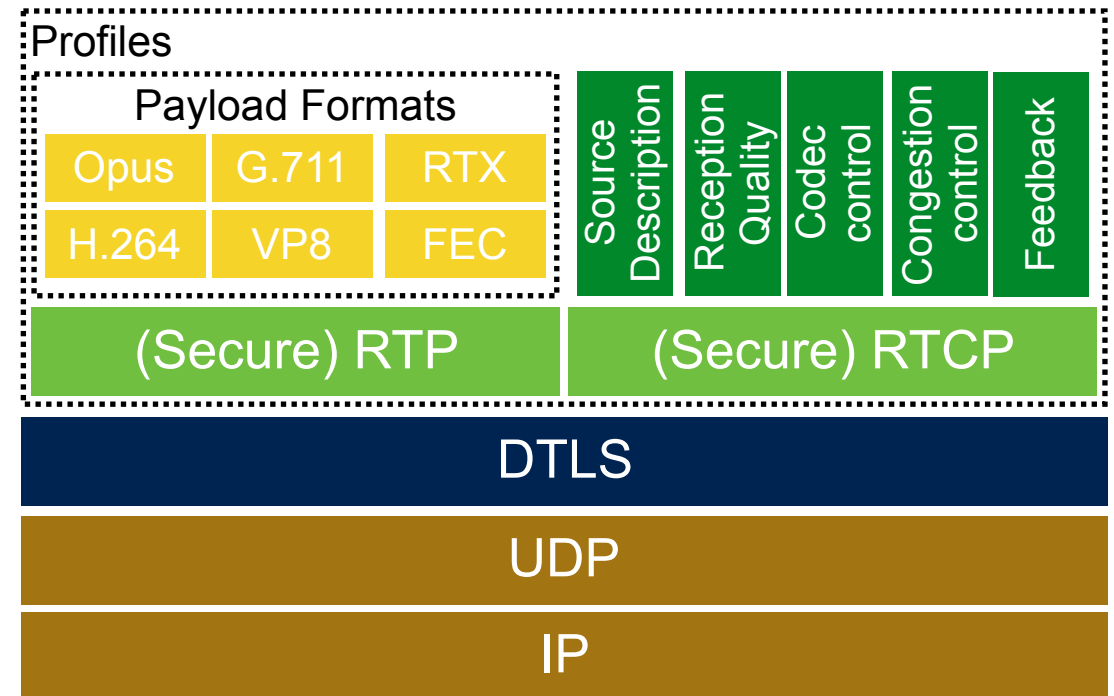 Profiles
Payload Formats
Opus
G.711
RTX
H.264
VP8
FEC
Source
Description
Reception
Quality
Codec
control
Congestion
control
Feedback
(Secure) RTP
(Secure) RTCP
DTLS
UDP
IP